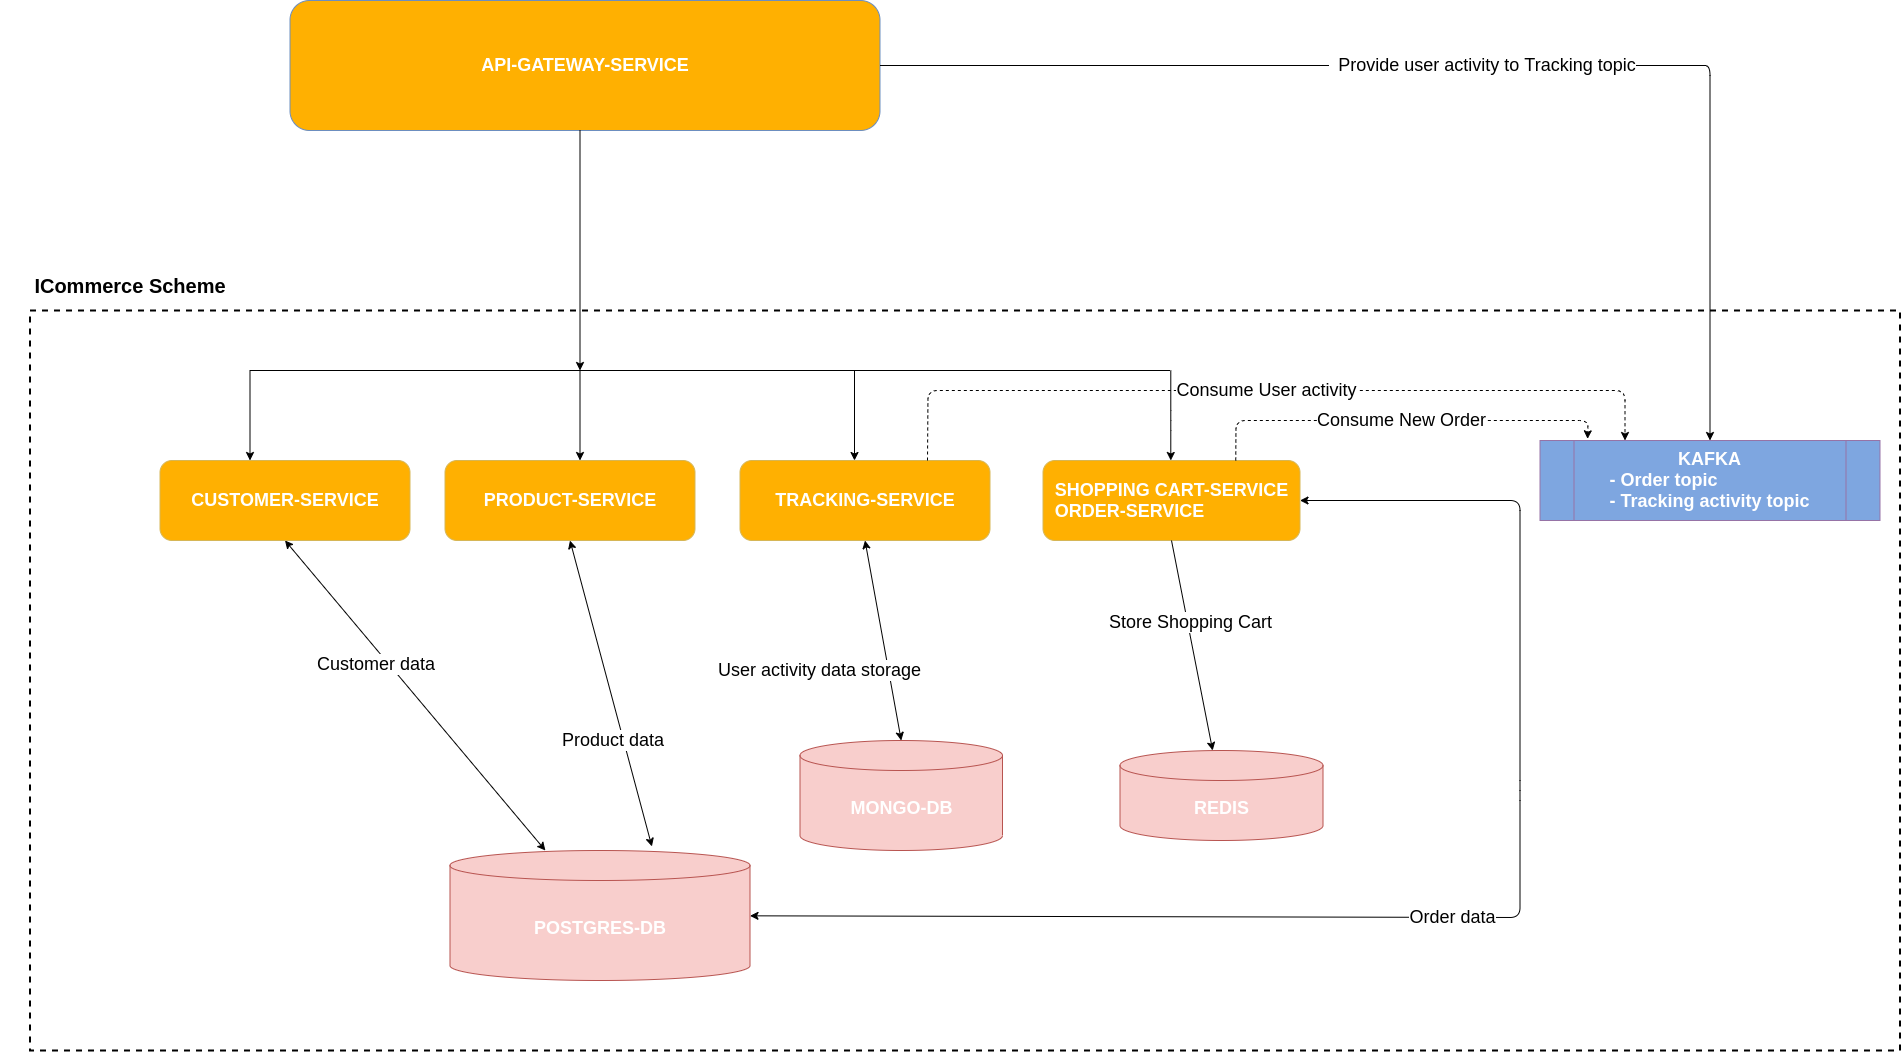 API-GATEWAY-SERVICE
Provide user activity to Tracking topic
ICommerce Scheme
Consume User activity
Consume New Order
CUSTOMER-SERVICE
PRODUCT-SERVICE
TRACKING-SERVICE
SHOPPING CART-SERVICE
ORDER-SERVICE
KAFKA
- Order topic
- Tracking activity topic
Store Shopping Cart
Customer data
User activity data storage
Product data
MONGO-DB
REDIS
Order data
POSTGRES-DB